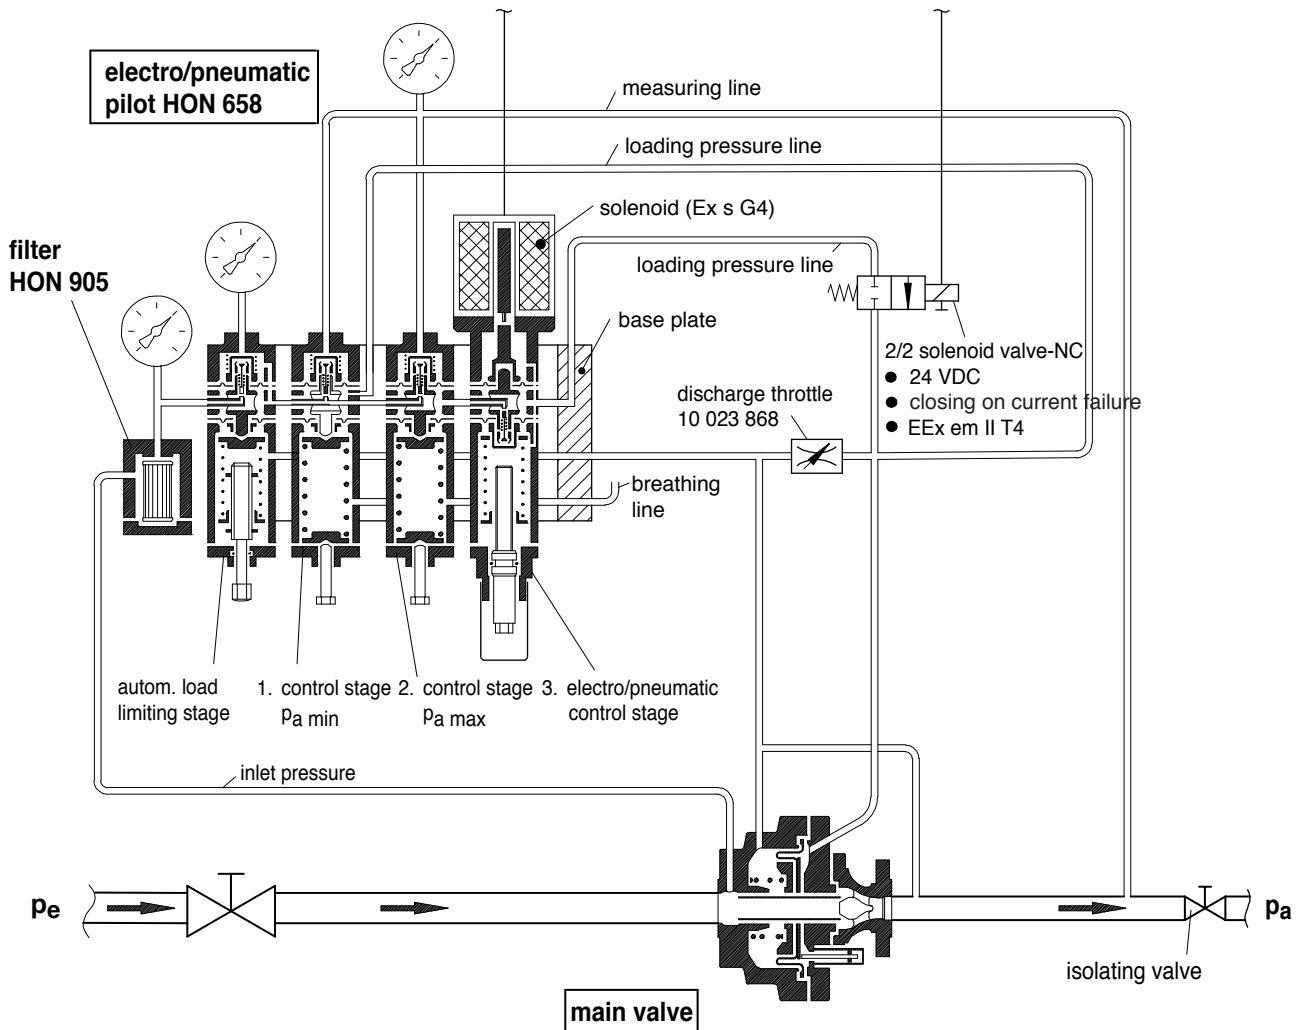 electro/pneumatic
pilot HON 658
measuring line
loading pressure line
solenoid (Ex s G4)
filter
HON 905
loading pressure line
base plate
2/2 solenoid valve-NC
● 24 VDC
● closing on current failure
● EEx em II T4
discharge throttle
10 023 868
breathing
line
autom. load
limiting stage
1. control stage
pa min
2. control stage
pa max
3. electro/pneumatic
control stage
inlet pressure
pe
pa
isolating valve
main valve